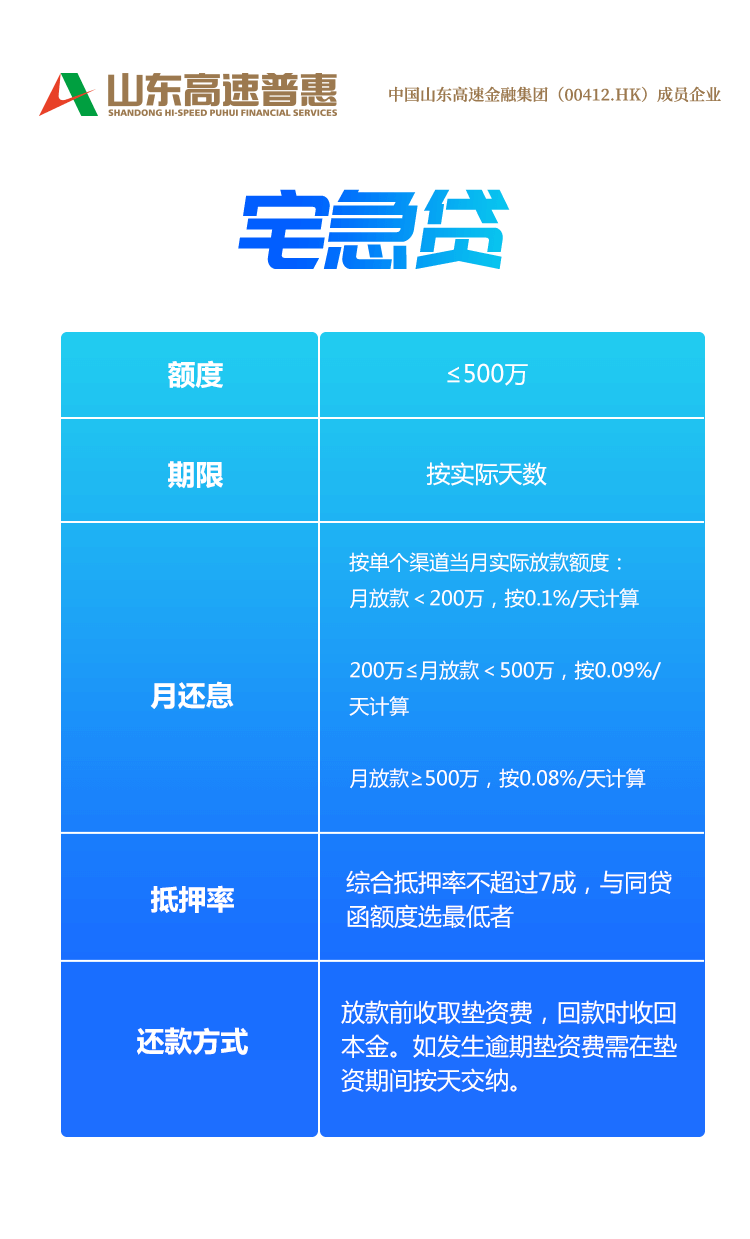 山东高速普惠
SHANDONG HI-SPEED PUHUI FINANCIAL SERVICES
中国山东高速金融集团（00412.HK）成员企业
宅急贷
额度
≤500万
期限
按实际天数
月还息
按单个渠道当月实际放款额度：
月放款＜200万，按0.1%/天计算
200万≤月放款＜500万，按0.09%/
天计算
月放款≥500万，按0.08%/天计算
抵押率
综合抵押率不超过7成，与同贷
函额度选最低者
还款方式
放款前收取垫资费，回款时收回
本金。如发生逾期垫资费需在垫
资期间按天交纳。